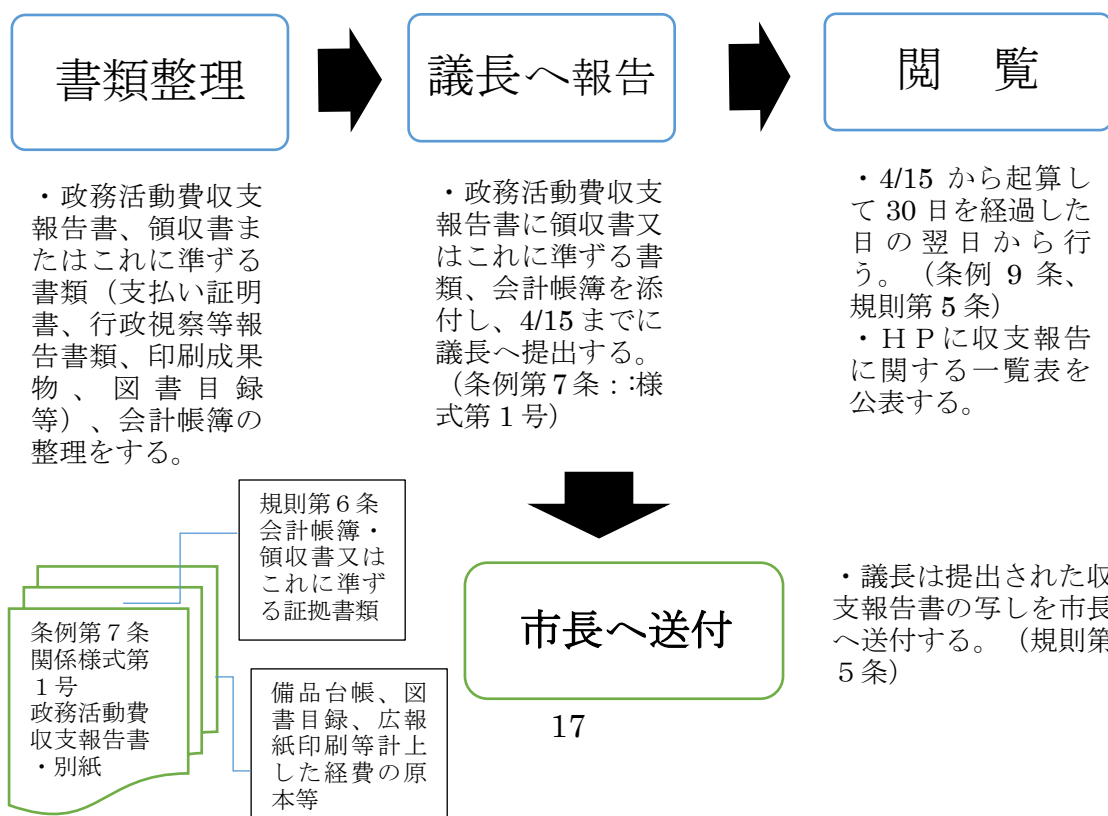 書類整理
議長へ報告
閲　覧
・政務活動費収支
報告書、領収書ま
たはこれに準ずる
書類（支払い証明
書、行政視察等報
告書類、印刷成果
物、図書目録
等）、会計帳簿の
整理をする。
・政務活動費収支
報告書に領収書又
はこれに準ずる書
類、会計帳簿を添
付し、4/15までに
議長へ提出する。
（条例第７条：:様
式第１号）
・4/15 から起算し
て 30 日を経過した
日の翌日から行
う。（条例 9 条、
規則第５条）
・ＨＰに収支報告
に関する一覧表を
公表する。
規則第６条
会計帳簿・
領収書又は
これに準ず
る証拠書類
条例第７条
関係様式第
１号
政務活動費
収支報告書
・別紙
備品台帳、図
書目録、広報
紙印刷等計上
した経費の原
本等
市長へ送付
・議長は提出された収
支報告書の写しを市長
へ送付する。（規則第
５条）
17